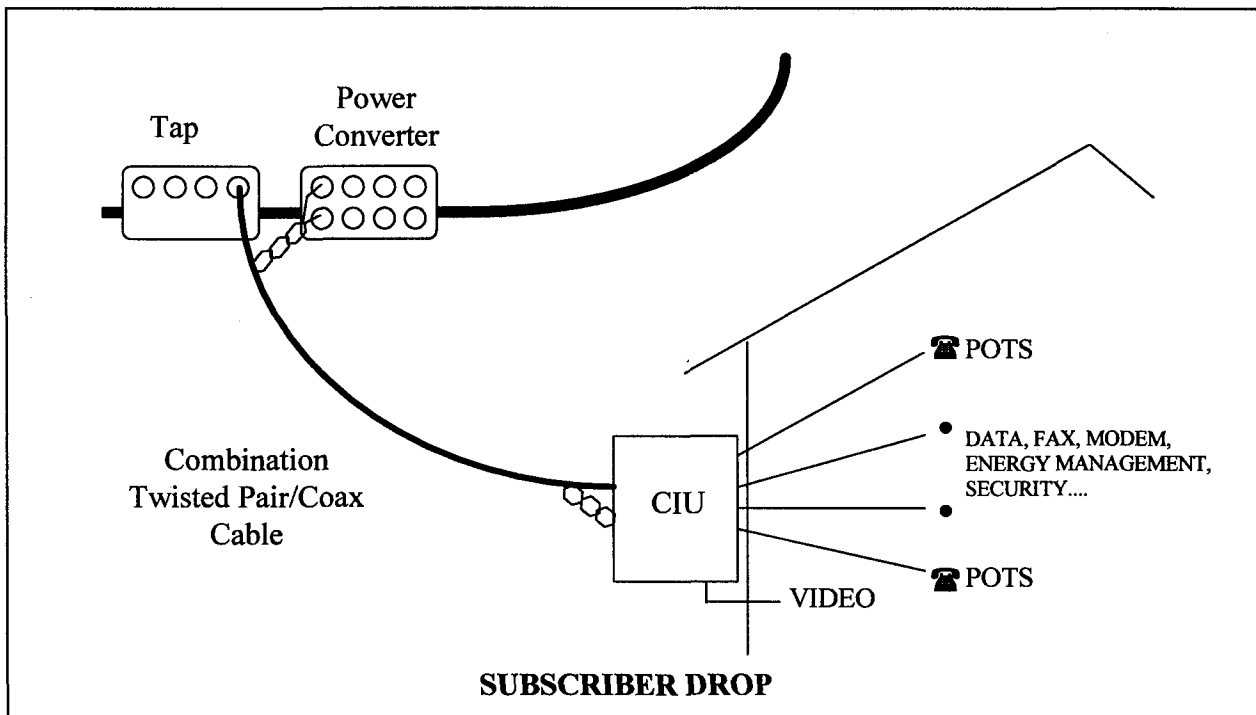 Power
Converter
Tap
POTS
DATA, FAX, MODEM,
ENERGY MANAGEMENT,
SECURITY....
Combination
Twisted Pair/Coax
Cable
CIU
POTS
VIDEO
SUBSCRIBER DROP